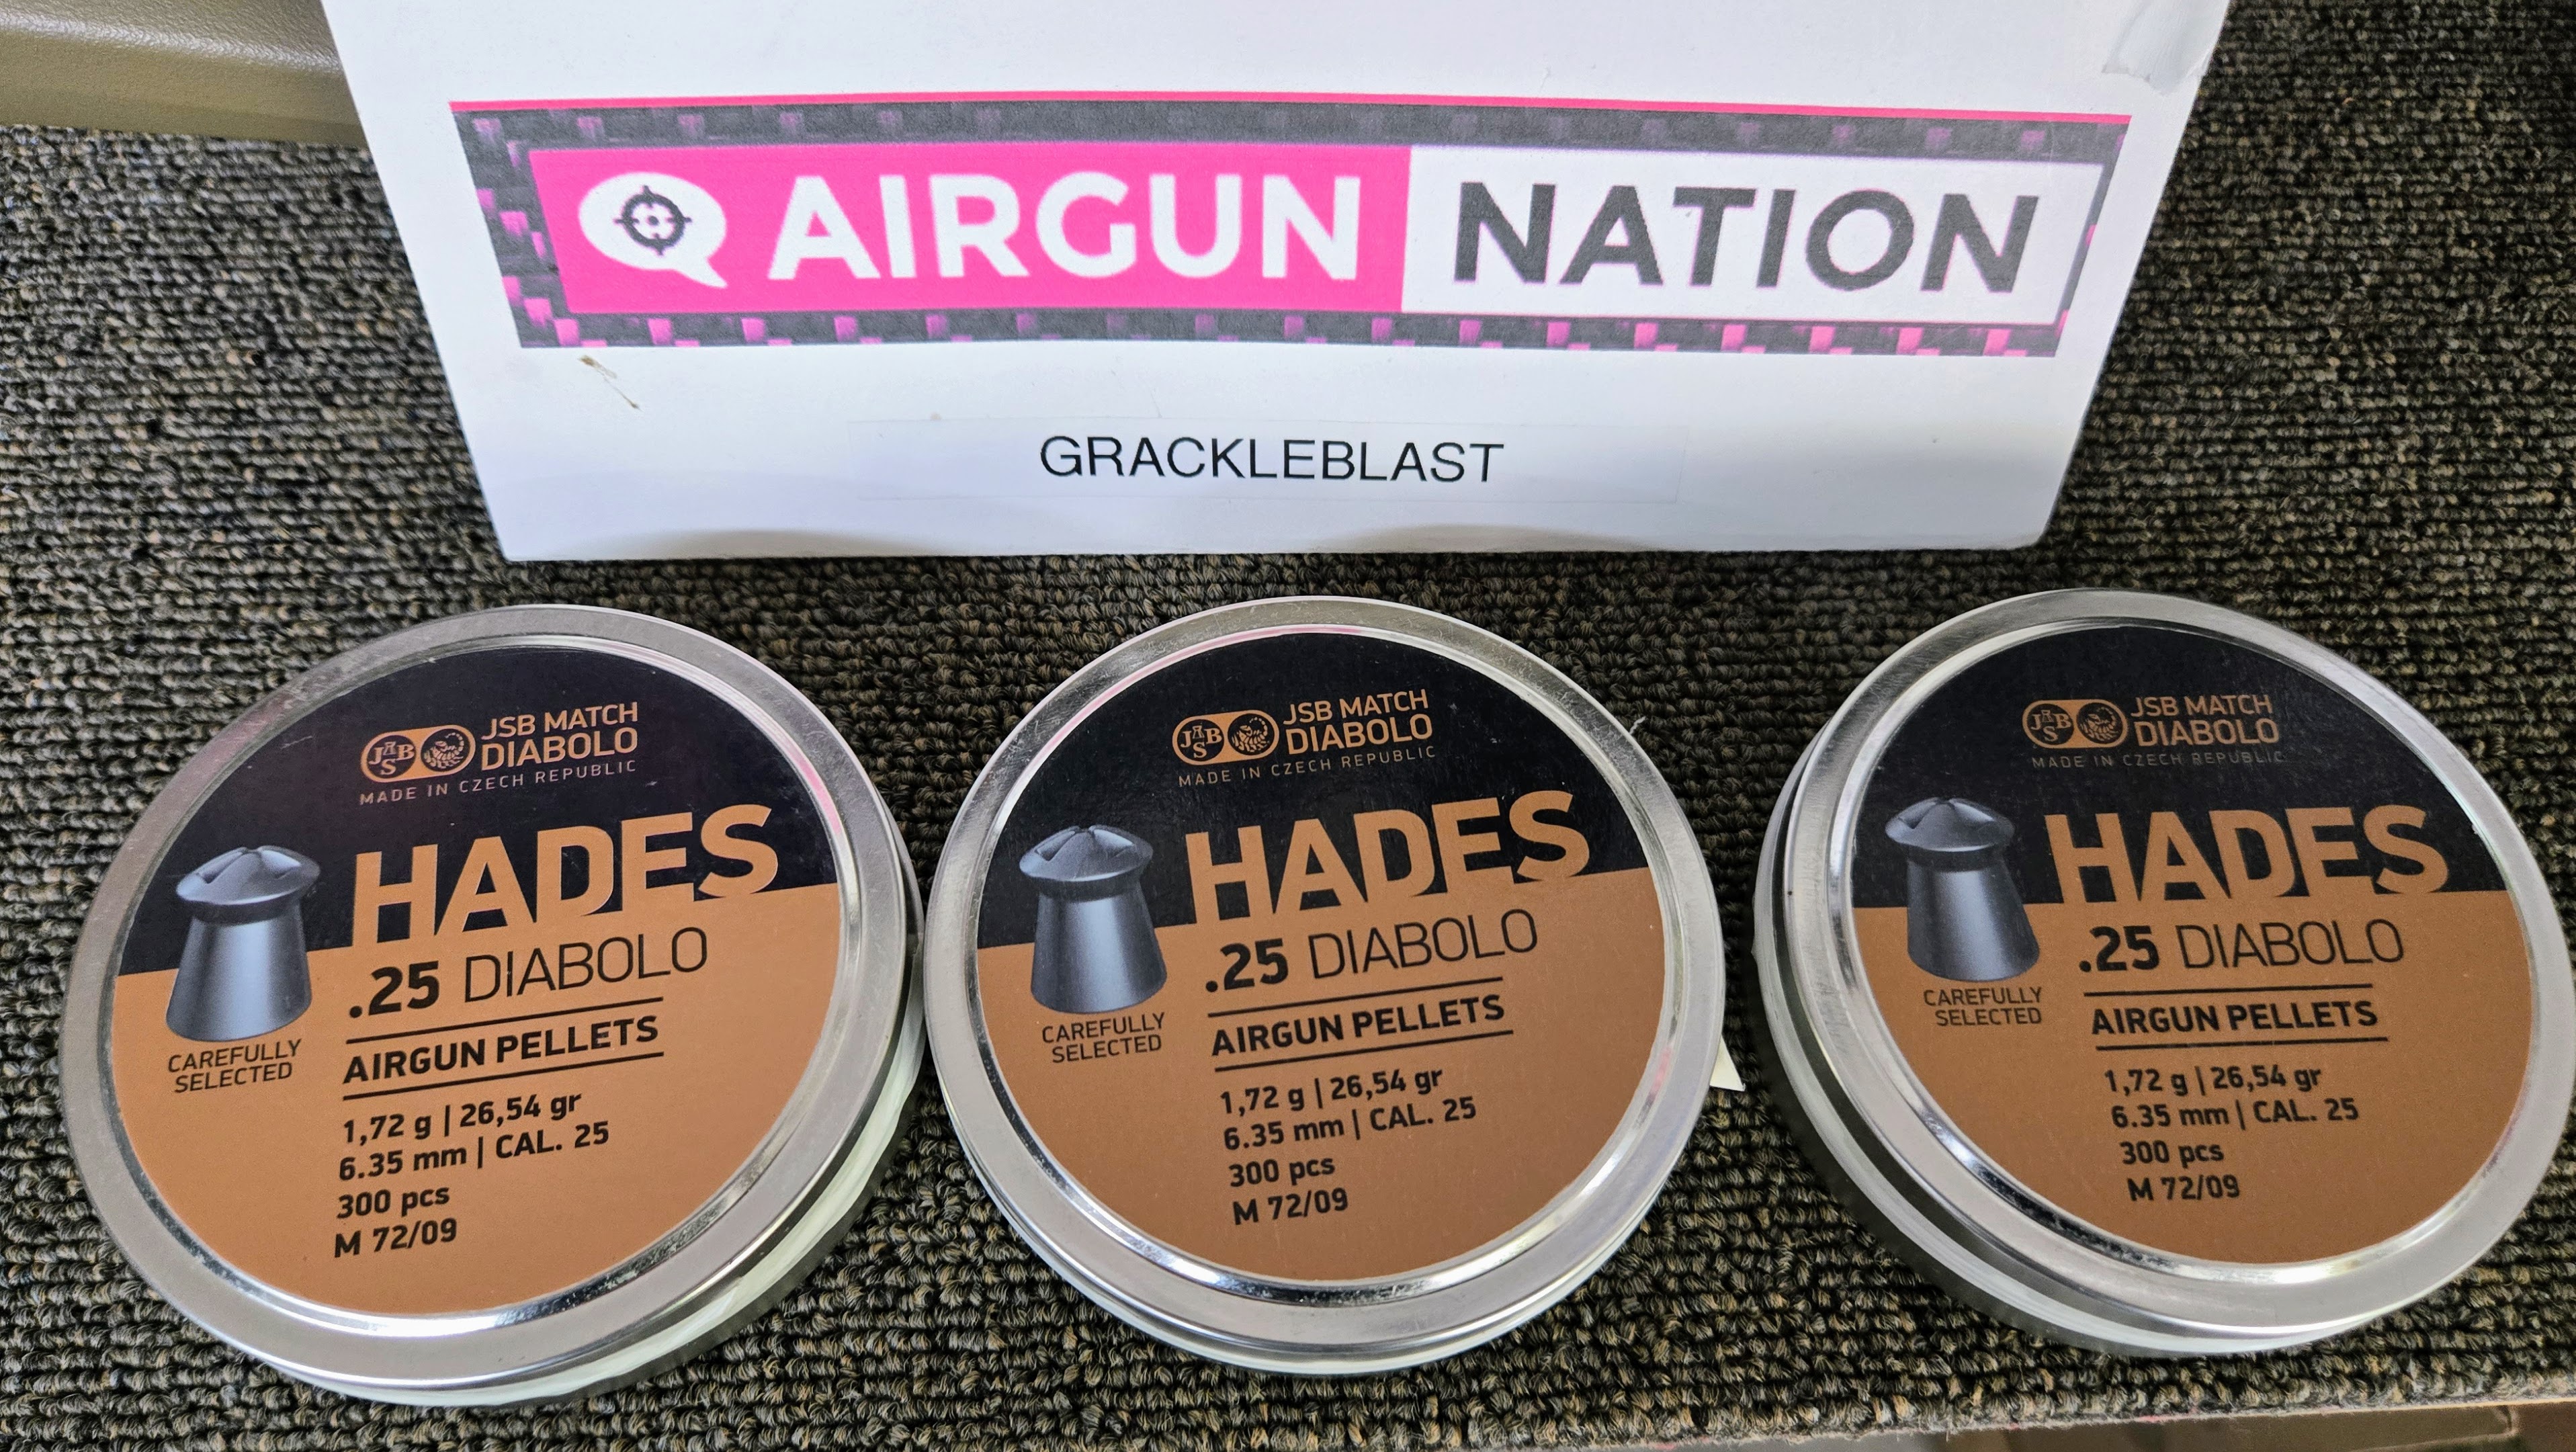 AIRGUN NATION
GRACKLEBLAST
JSB
JSB MATCH
DIABOLO
MADE IN CZECH REPUBLIC
HADES
.25 DIABOLO
AIRGUN PELLETS
CAREFULLY
SELECTED
1,72 g | 26,54 gr
6.35 mm | CAL. 25
300 pcs
M 72/09
JSB
JSB MATCH
DIABOLO
MADE IN CZECH REPUBLIC
HADES
.25 DIABOLO
AIRGUN PELLETS
CAREFULLY
SELECTED
1,72 g | 26,54 gr
6.35 mm | CAL. 25
300 pcs
M 72/09
JSB
JSB MATCH
DIABOLO
MADE IN CZECH REPUBLIC
HADES
.25 DIABOLO
AIRGUN PELLETS
CAREFULLY
SELECTED
1,72 g | 26,54 gr
6.35 mm | CAL. 25
300 pcs
M 72/09